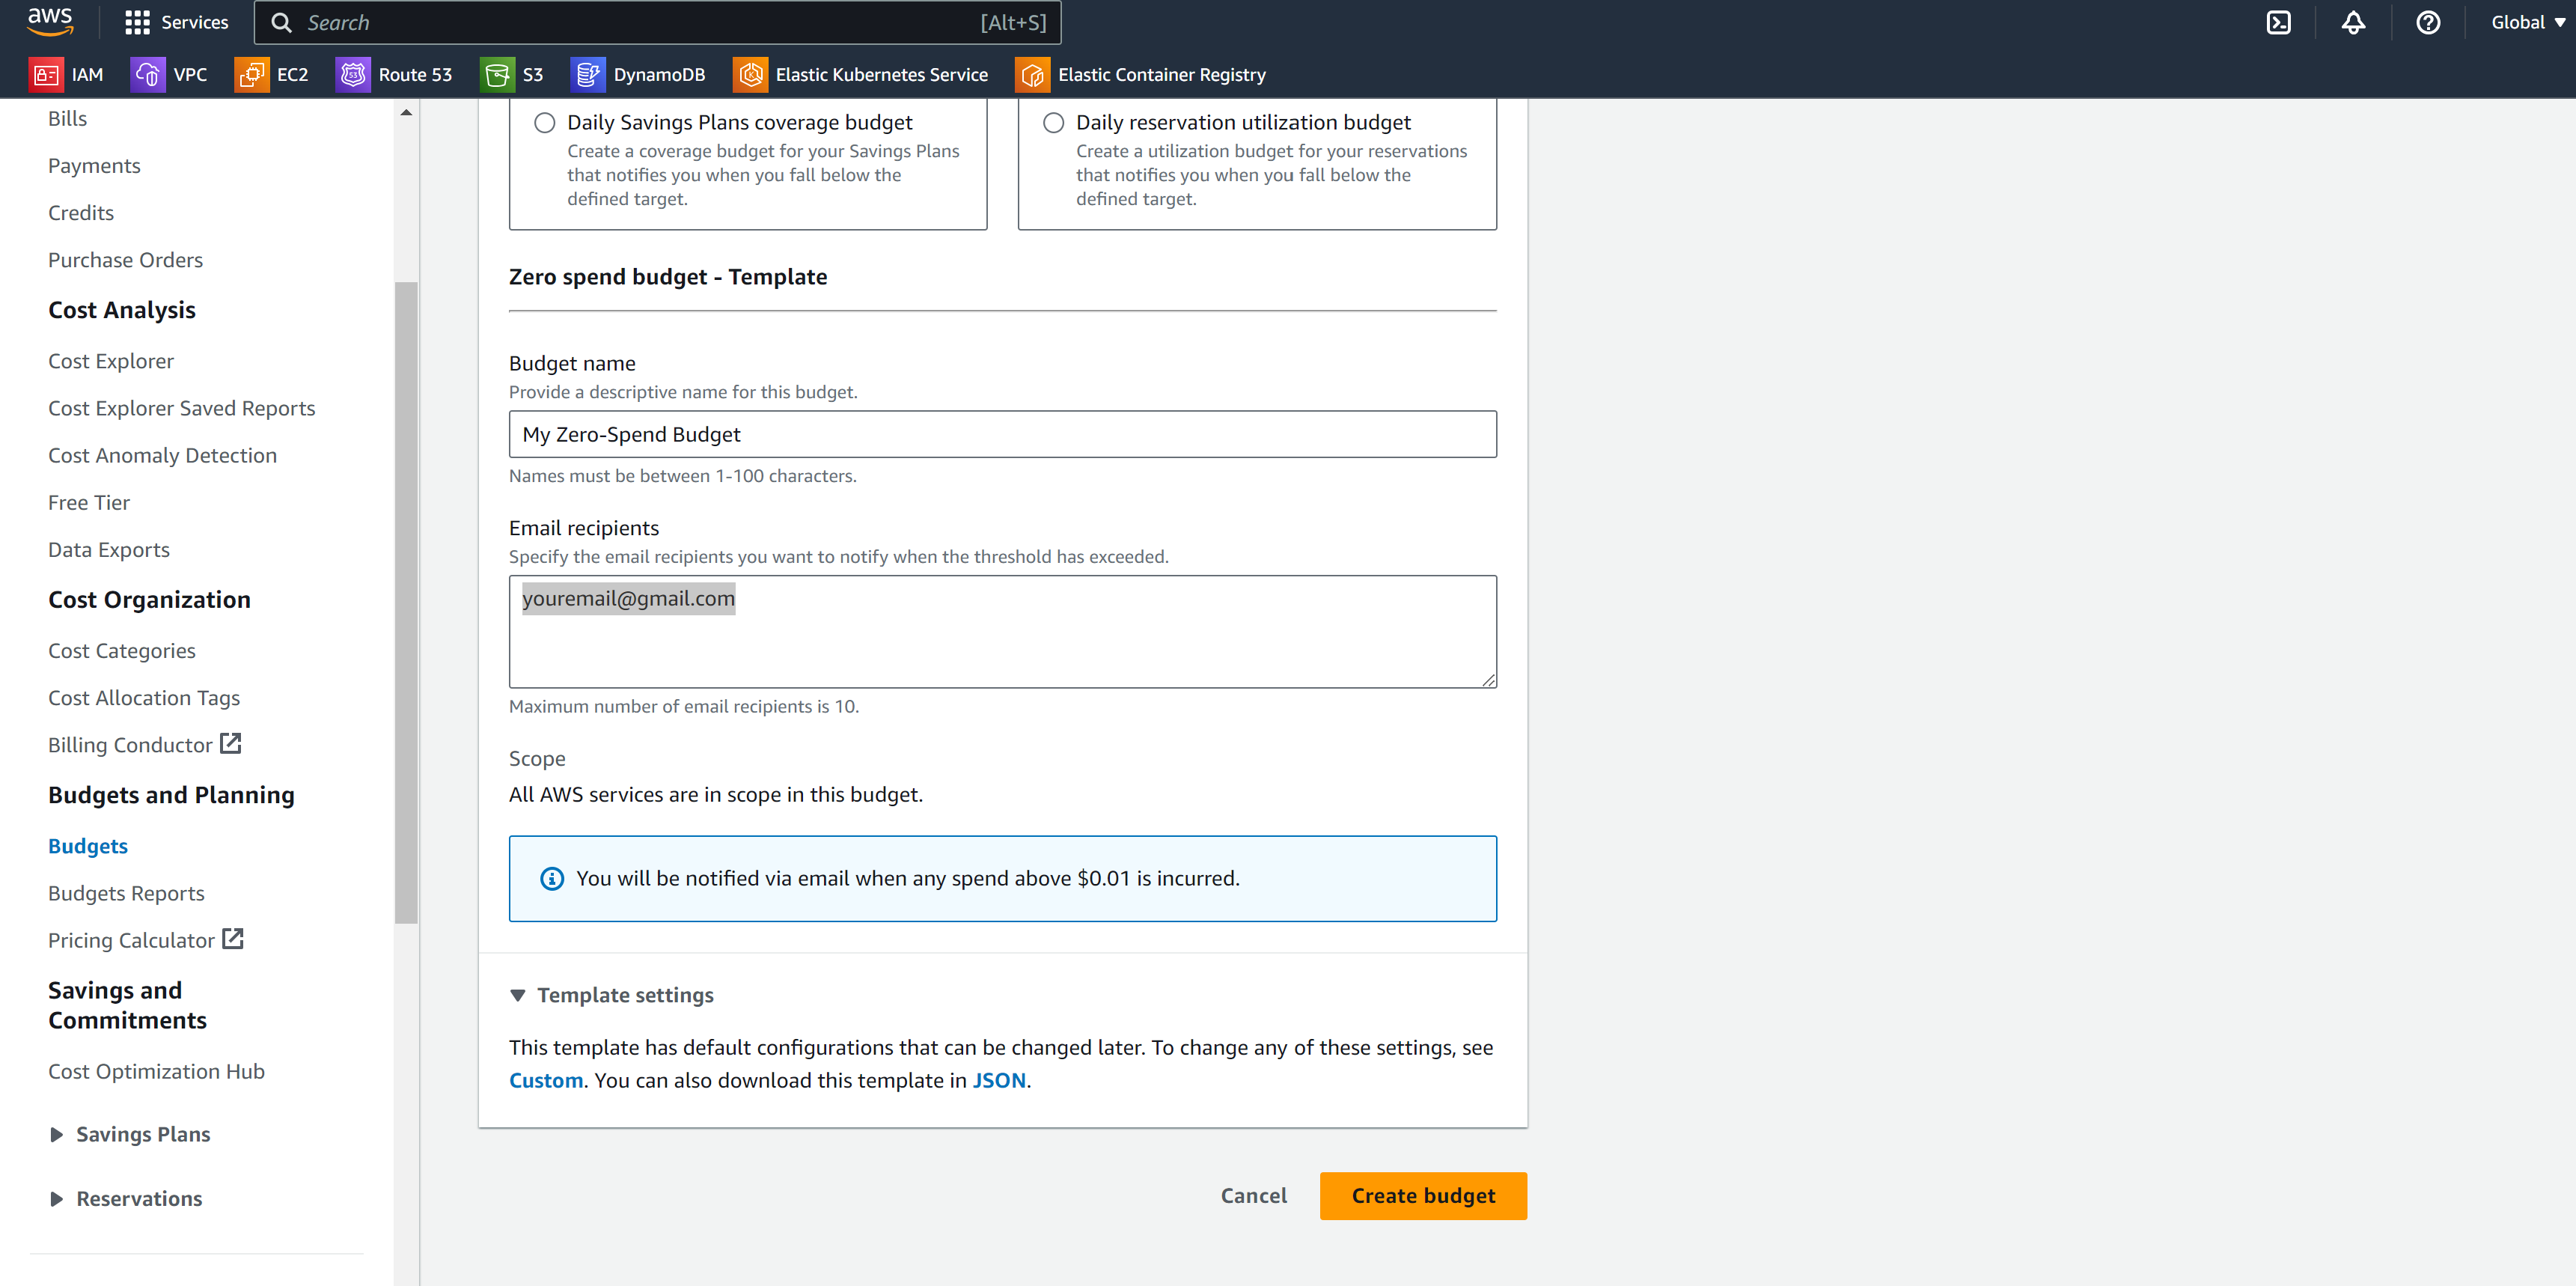 aws
Services
Search
[Alt+S]
Global
IAM
VPC
EC2
Route 53
S3
DynamoDB
Elastic Kubernetes Service
Elastic Container Registry
Bills
Payments
Credits
Purchase Orders
Cost Analysis
Cost Explorer
Cost Explorer Saved Reports
Cost Anomaly Detection
Free Tier
Data Exports
Cost Organization
Cost Categories
Cost Allocation Tags
Billing Conductor
Budgets and Planning
Budgets
Budgets Reports
Pricing Calculator
Savings and
Commitments
Cost Optimization Hub
Savings Plans
Reservations
Daily Savings Plans coverage budget
Create a coverage budget for your Savings Plans
that notifies you when you fall below the
defined target.
Daily reservation utilization budget
Create a utilization budget for your reservations
that notifies you when you fall below the
defined target.
Zero spend budget - Template
Budget name
Provide a descriptive name for this budget.
My Zero-Spend Budget
Names must be between 1-100 characters.
Email recipients
Specify the email recipients you want to notify when the threshold has exceeded.
youremail@gmail.com
Maximum number of email recipients is 10.
Scope
All AWS services are in scope in this budget.
You will be notified via email when any spend above $0.01 is incurred.
Template settings
This template has default configurations that can be changed later. To change any of these settings, see
Custom. You can also download this template in JSON.
Cancel
Create budget